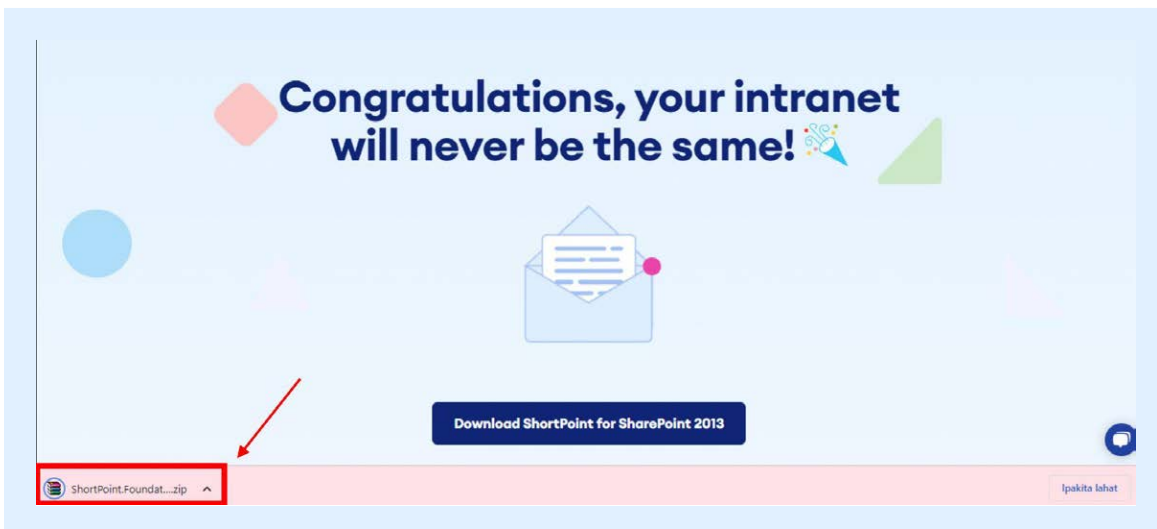 Congratulations, your intranet
will never be the same!
Download ShortPoint for SharePoint 2013
ShortPoint.Foundat....zip
Ipakita lahat